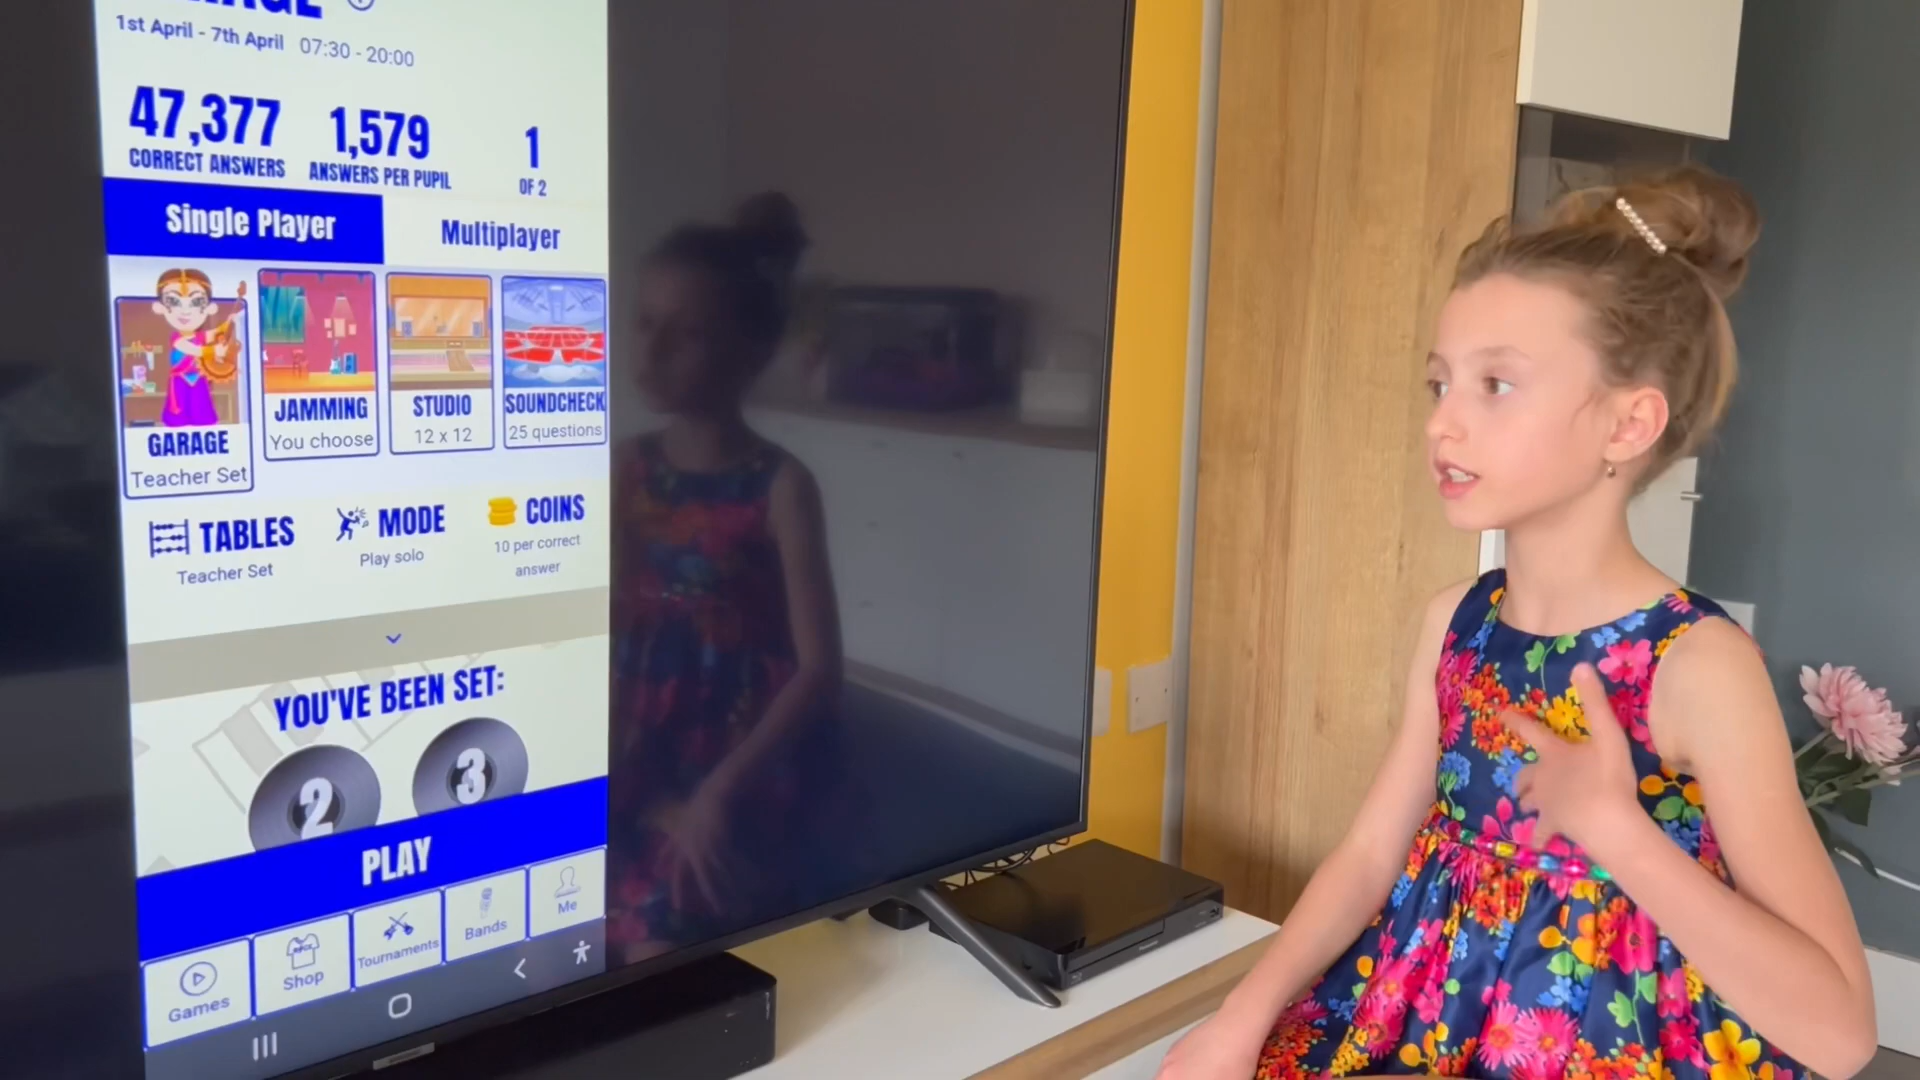 1st April - 7th April 07:30 - 20:00
47,377 1,579 1
CORRECT ANSWERS ANSWERS PER PUPIL OF 2
Single Player Multiplayer
GARAGE JAMMING STUDIO SOUNDCHECK
Teacher Set You choose 12 x 12 25 questions
TABLES MODE COINS
Teacher Set Play solo 10 per correct
answer
YOU'VE BEEN SET:
2 3
PLAY
Games Shop Tournaments Bands Me